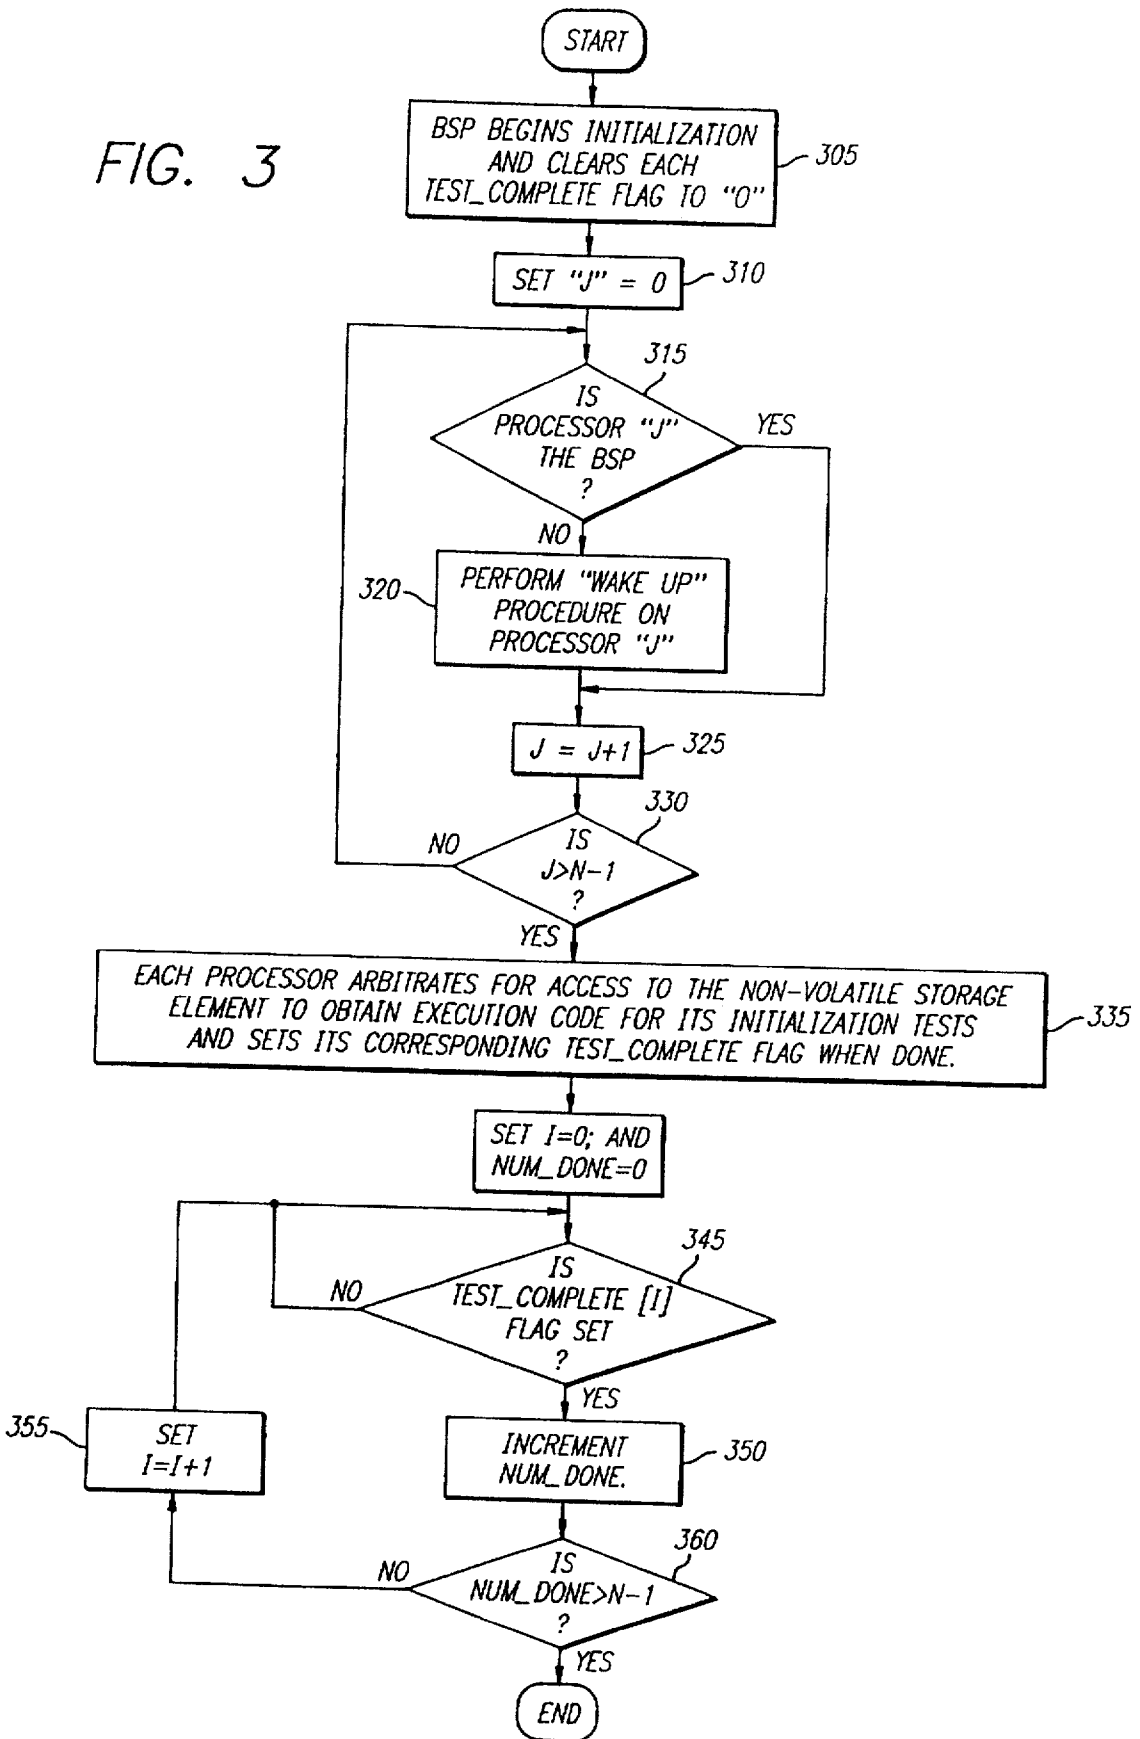 START
FIG. 3
BSP BEGINS INITIALIZATION
AND CLEARS EACH
TEST_COMPLETE FLAG TO "0"
305
SET "J" = 0
310
315
IS
PROCESSOR "J"
THE BSP
?
YES
NO
320
PERFORM "WAKE UP"
PROCEDURE ON
PROCESSOR "J"
J = J+1
325
330
NO
IS
J>N-1
?
YES
EACH PROCESSOR ARBITRATES FOR ACCESS TO THE NON-VOLATILE STORAGE
ELEMENT TO OBTAIN EXECUTION CODE FOR ITS INITIALIZATION TESTS
AND SETS ITS CORRESPONDING TEST_COMPLETE FLAG WHEN DONE.
335
SET I=0; AND
NUM_DONE=0
345
NO
IS
TEST_COMPLETE [I]
FLAG SET
?
YES
355
SET
I=I+1
INCREMENT
NUM_DONE.
350
360
NO
IS
NUM_DONE>N-1
?
YES
END